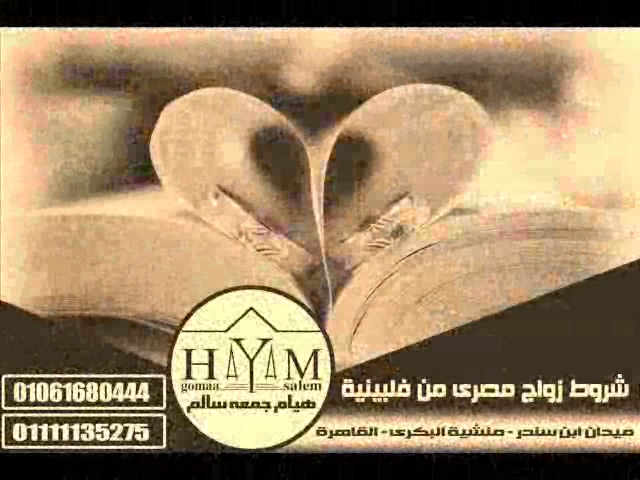 HAYAM
gomaa salem
هيام جمعه سالم
شروط زواج مصرى من فلبينية
ميدان ابن سندر - منشية البكرى - القاهرة
01061680444
01111135275